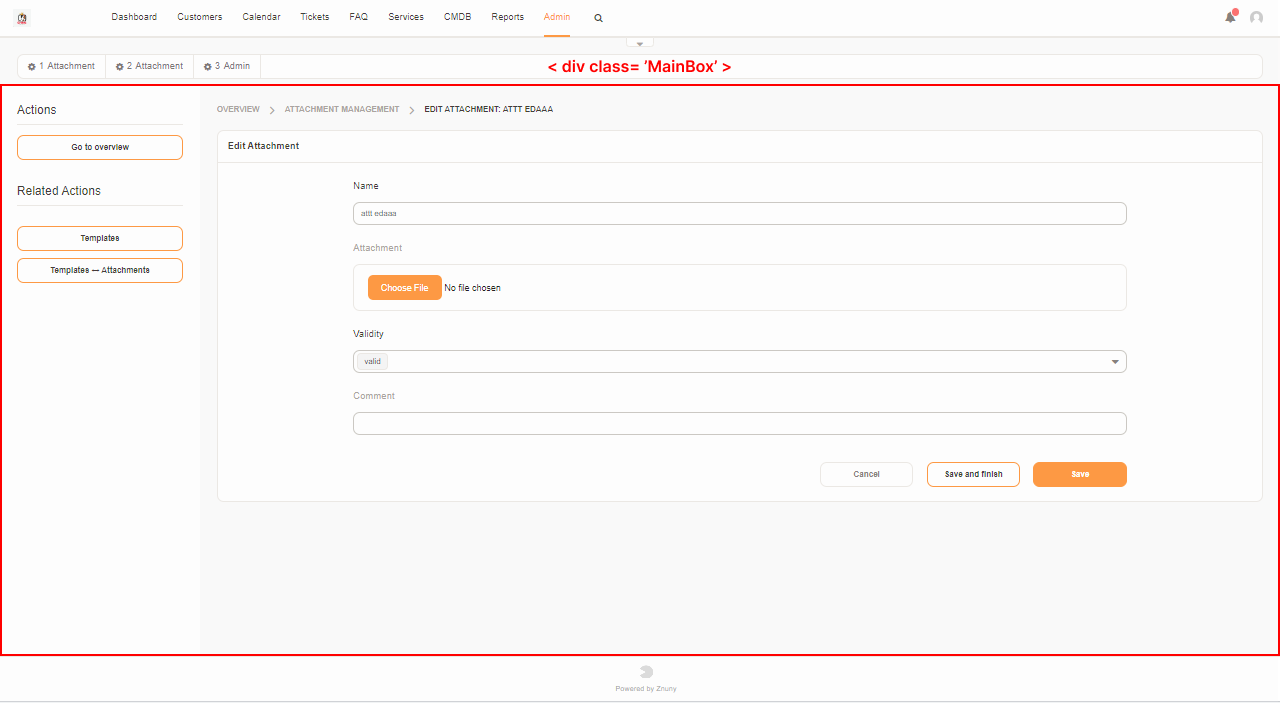 Dashboard Customers Calendar Tickets FAQ Services CMDB Reports Admin
1 Attachment 2 Attachment 3 Admin
< div class= ’MainBox’ >
Actions
Go to overview
Related Actions
Templates
Templates ↔ Attachments
OVERVIEW ATTACHMENT MANAGEMENT EDIT ATTACHMENT: ATTT EDAAA
Edit Attachment
Name
attt edaaa
Attachment
Choose File No file chosen
Validity
valid
Comment
Cancel Save and finish Save
Powered by Znuny